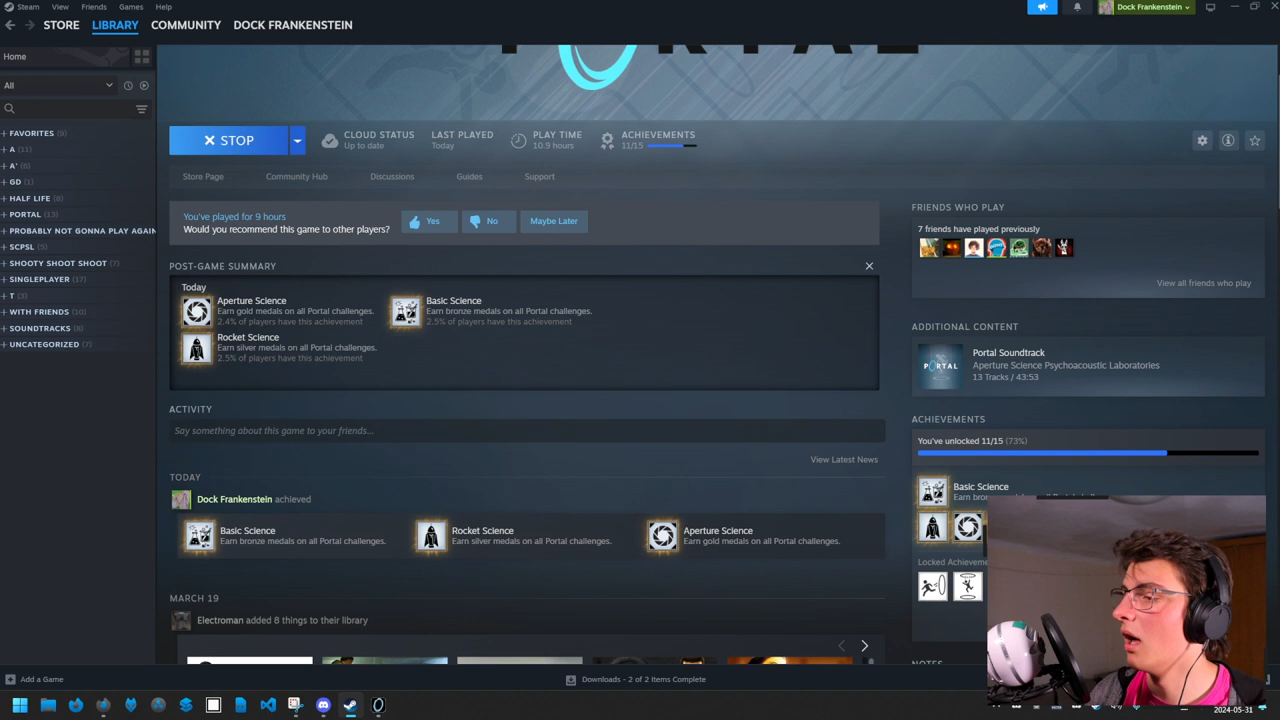 Steam View Friends Games Help
Dock Frankenstein
STORE LIBRARY COMMUNITY DOCK FRANKENSTEIN
Home
All
+ FAVORITES (8)
+ A (11)
+ A' (6)
+ GD (1)
+ HALF LIFE (8)
+ PORTAL (13)
+ PROBABLY NOT GONNA PLAY AGAIN
+ SCPSL (5)
+ SHOOTY SHOOT SHOOT (7)
+ SINGLEPLAYER (17)
+ T (3)
+ WITH FRIENDS (10)
+ SOUNDTRACKS (8)
+ UNCATEGORIZED (7)
STOP
CLOUD STATUS
Up to date
LAST PLAYED
Today
PLAY TIME
10.9 hours
ACHIEVEMENTS
11/15
Store Page Community Hub Discussions Guides Support
You've played for 9 hours
Would you recommend this game to other players?
Yes No Maybe Later
POST-GAME SUMMARY
Today
Aperture Science
Earn gold medals on all Portal challenges.
2.4% of players have this achievement
Basic Science
Earn bronze medals on all Portal challenges.
2.5% of players have this achievement
Rocket Science
Earn silver medals on all Portal challenges.
2.5% of players have this achievement
ACTIVITY
Say something about this game to your friends...
View Latest News
TODAY
Dock Frankenstein achieved
Basic Science
Earn bronze medals on all Portal challenges.
Rocket Science
Earn silver medals on all Portal challenges.
Aperture Science
Earn gold medals on all Portal challenges.
MARCH 19
Electroman added 8 things to their library
FRIENDS WHO PLAY
7 friends have played previously
View all friends who play
ADDITIONAL CONTENT
PORTAL
Portal Soundtrack
Aperture Science Psychoacoustic Laboratories
13 Tracks / 43:53
ACHIEVEMENTS
You've unlocked 11/15 (73%)
Basic Science
Locked Achieveme
Add a Game
Downloads - 2 of 2 Items Complete
2024-05-31